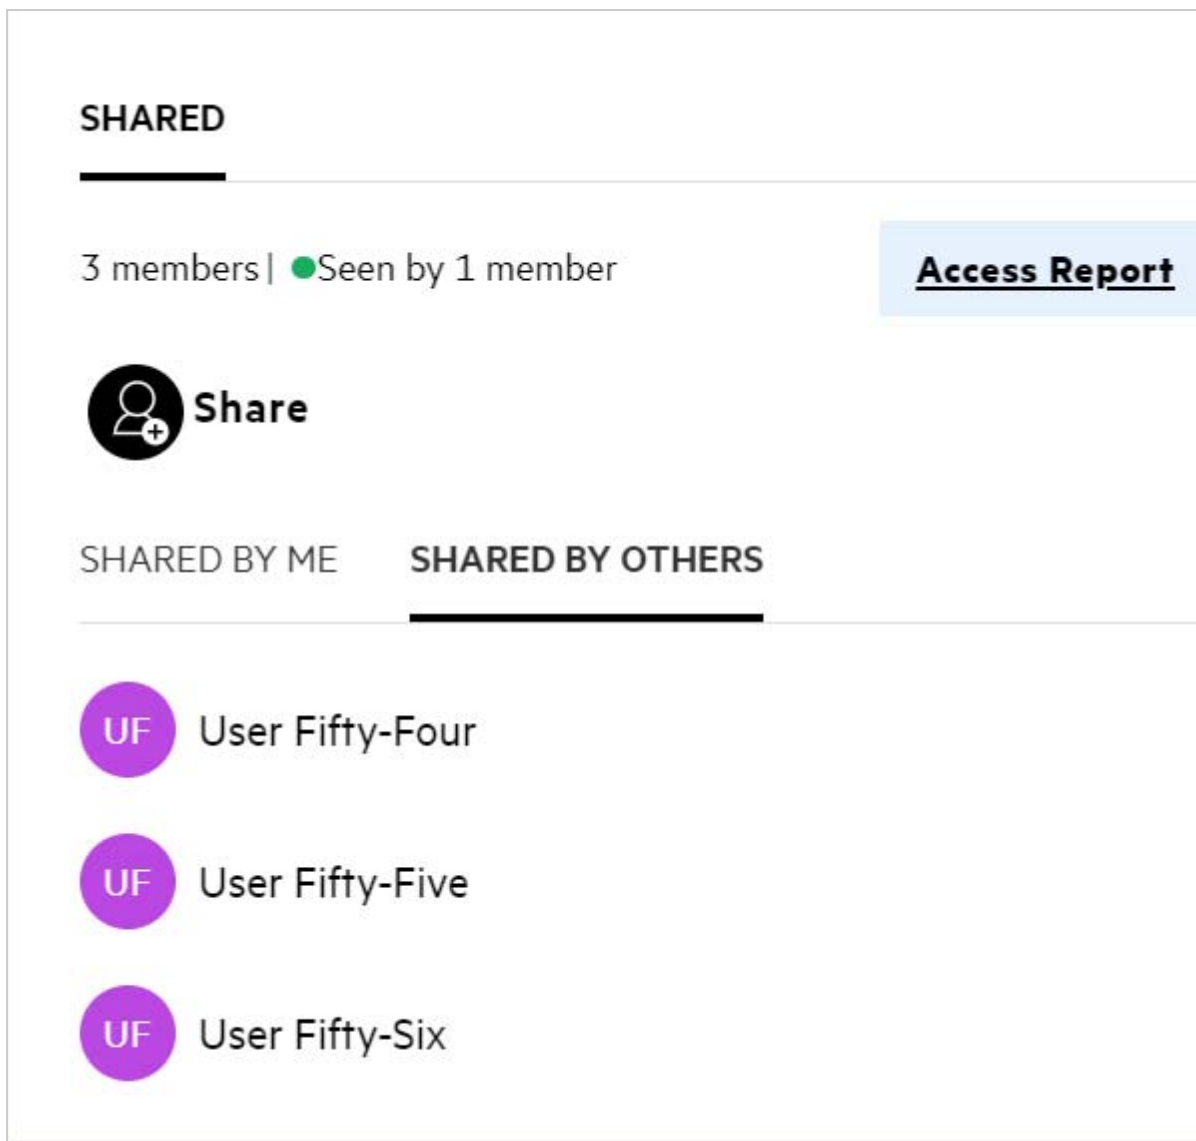 SHARED
3 members| Seen by 1 member
Access Report
Share
SHARED BY ME SHARED BY OTHERS
UF User Fifty-Four
UF User Fifty-Five
UF User Fifty-Six